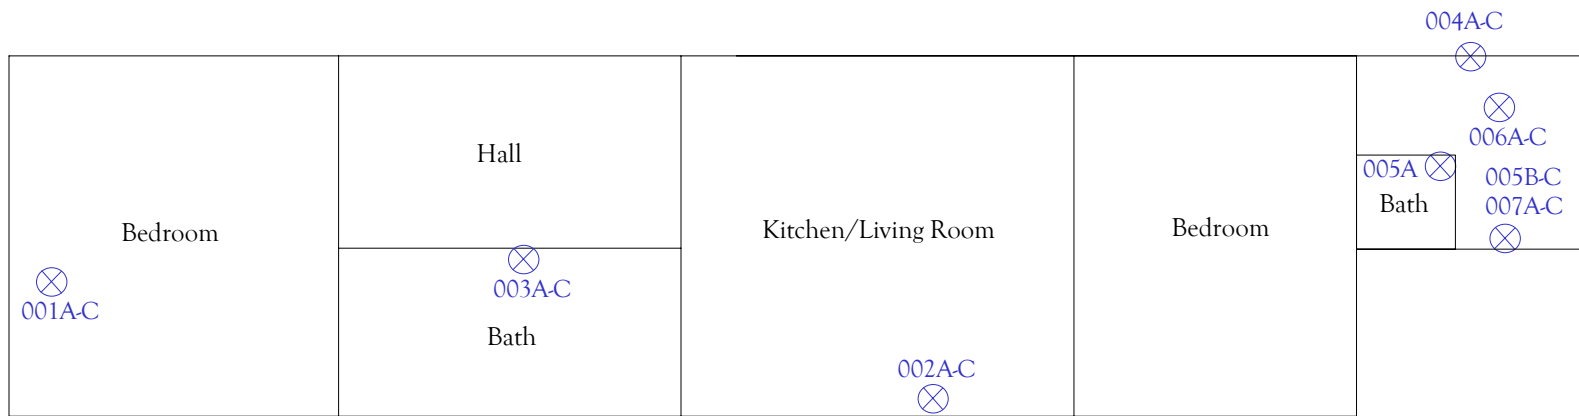 004A-C
006A-C
Hall
005A
005B-C
Bath
007A-C
Bedroom
Kitchen/Living Room
Bedroom
003A-C
001A-C
Bath
002A-C